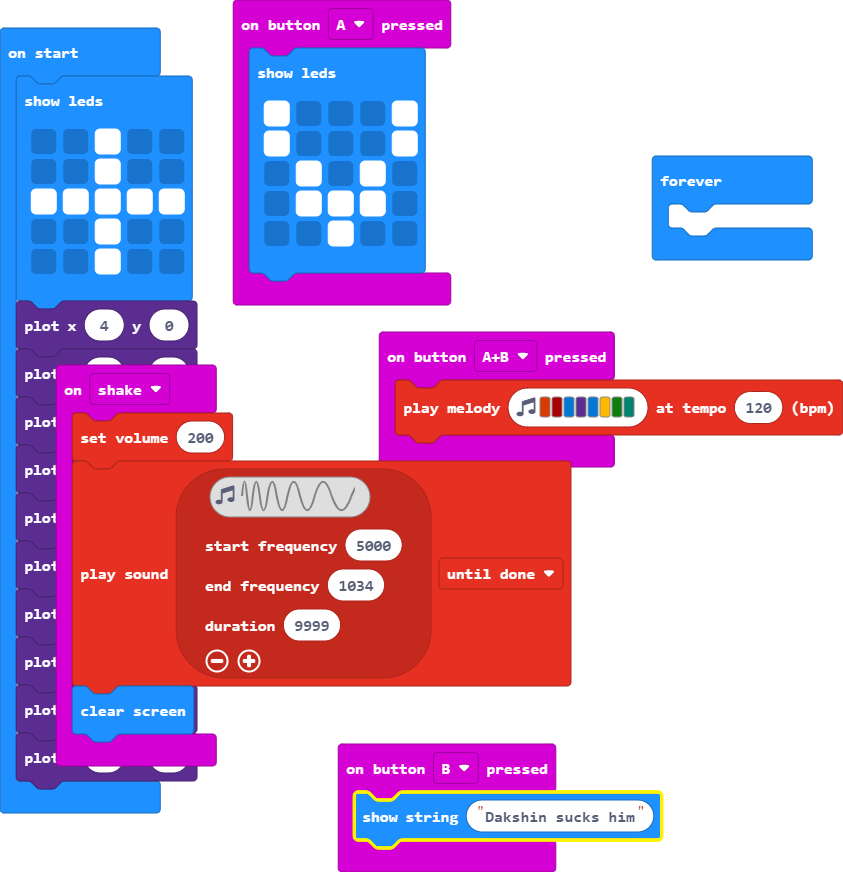 on start
show leds
plot x 4 y 0
plot
plot
plot
plot
plot
plot
plot
plot
plot
on button A pressed
show leds
forever
on button A+B pressed
play melody at tempo 120 (bpm)
on shake
set volume 200
play sound
start frequency 5000
end frequency 1034
duration 9999
until done
clear screen
on button B pressed
show string "Dakshin sucks him"